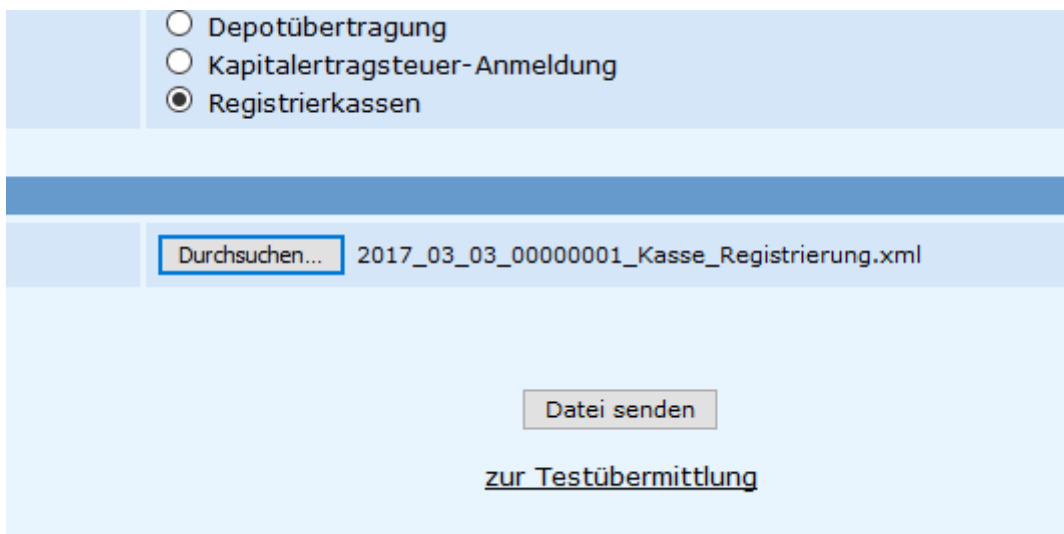 Depotübertragung
Kapitalertragsteuer-Anmeldung
Registrierkassen
Durchsuchen... 2017_03_03_00000001_Kasse_Registrierung.xml
Datei senden
zur Testübermittlung